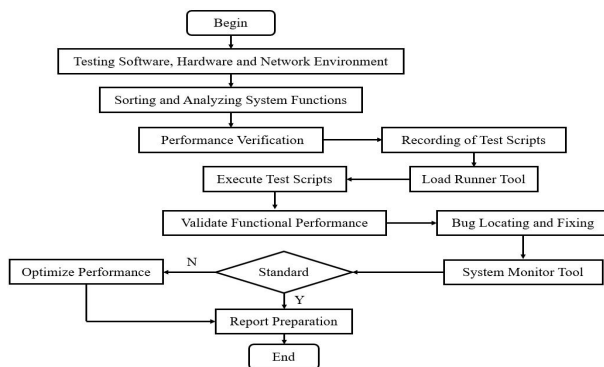 Begin
Testing Software, Hardware and Network Environment
Sorting and Analyzing System Functions
Performance Verification
Recording of Test Scripts
Execute Test Scripts
Load Runner Tool
Validate Functional Performance
Bug Locating and Fixing
Optimize Performance
N
Standard
System Monitor Tool
Y
Report Preparation
End